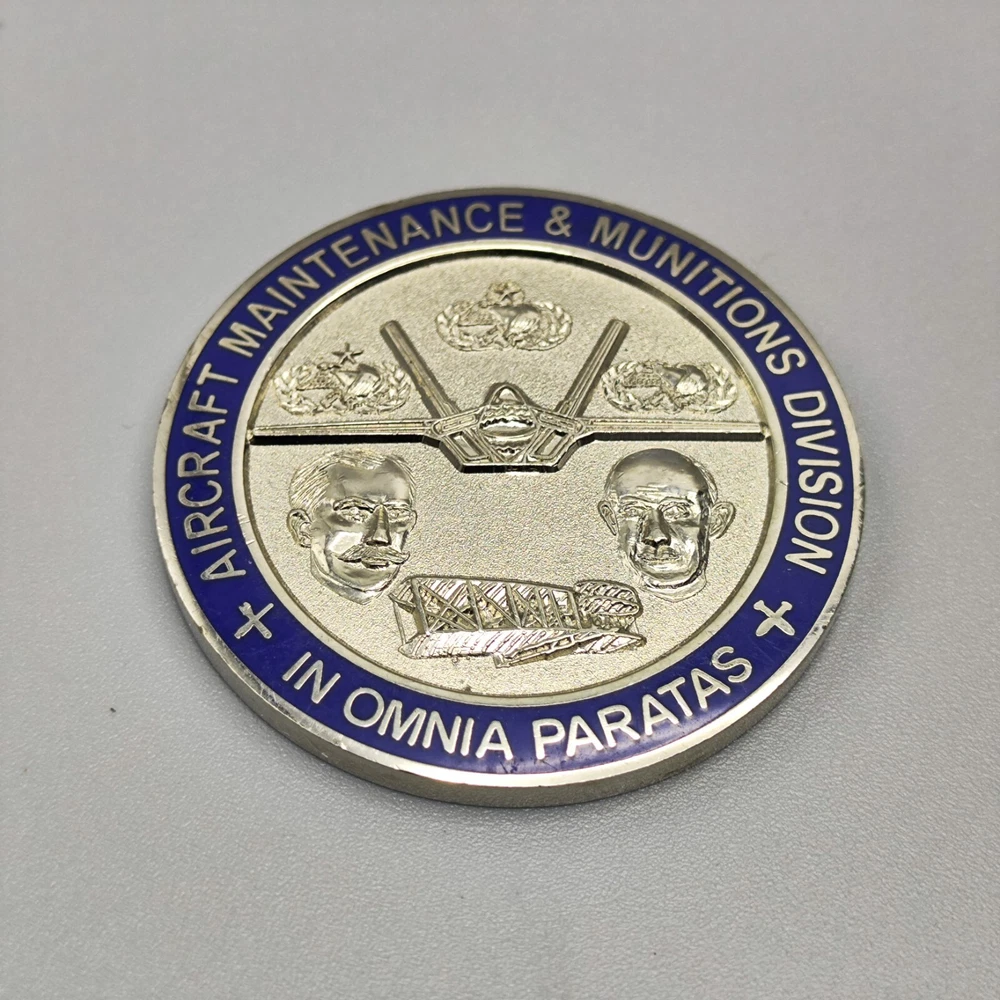 AIRCRAFT MAINTENANCE & MUNITIONS DIVISION
IN OMNIA PARATAS